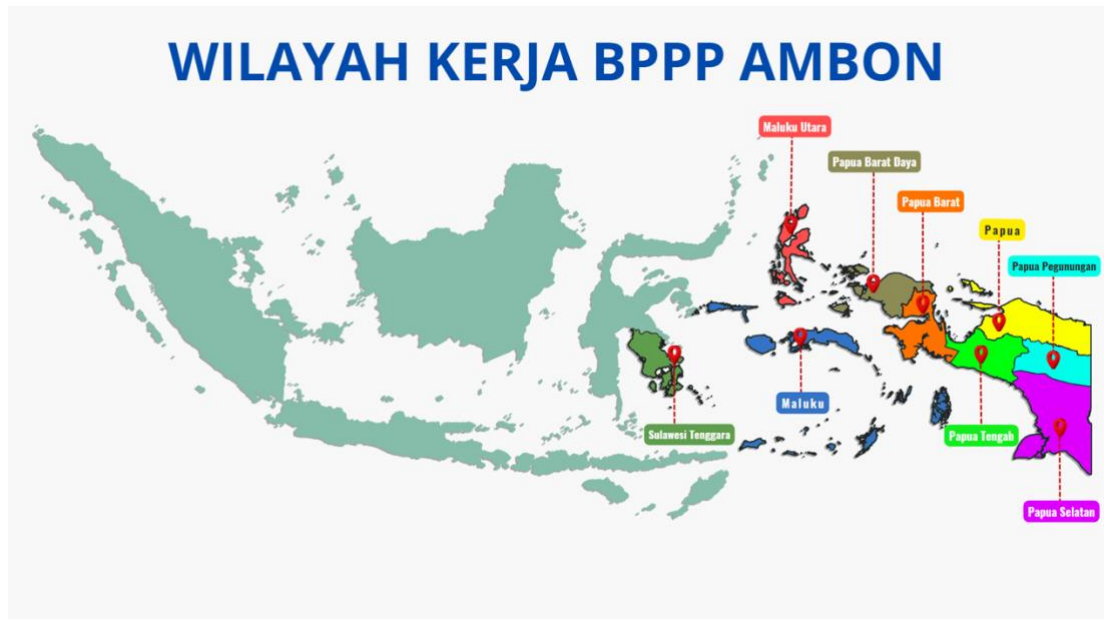 WILAYAH KERJA BPPP AMBON
Maluku Utara
Papua Barat Daya
Papua Barat
Papua
Papua Pegunungan
Maluku
Sulawesi Tenggara
Papua Tengah
Papua Selatan